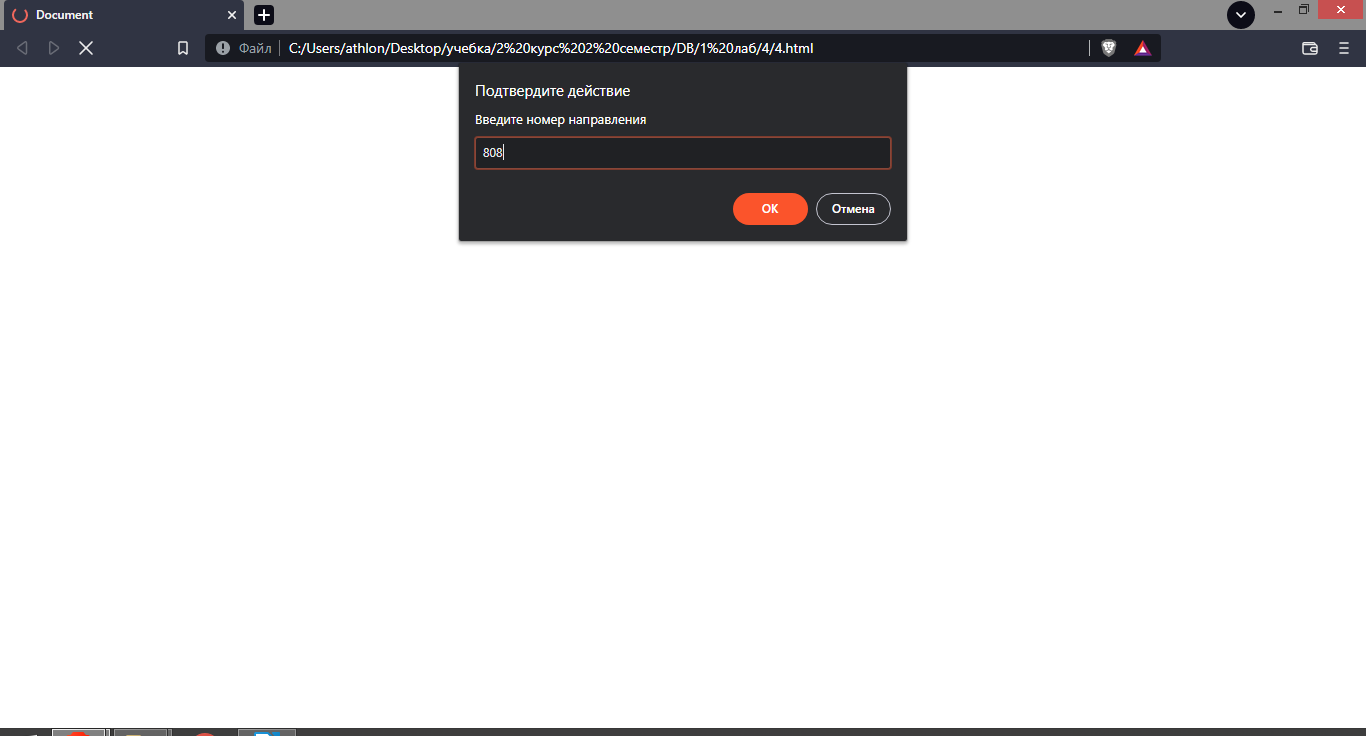 Document
Файл
C:/Users/athlon/Desktop/учебка/2%20курс%202%20семестр/DB/1%20лаб/4/4.html
Подтвердите действие
Введите номер направления
808
ОК Отмена